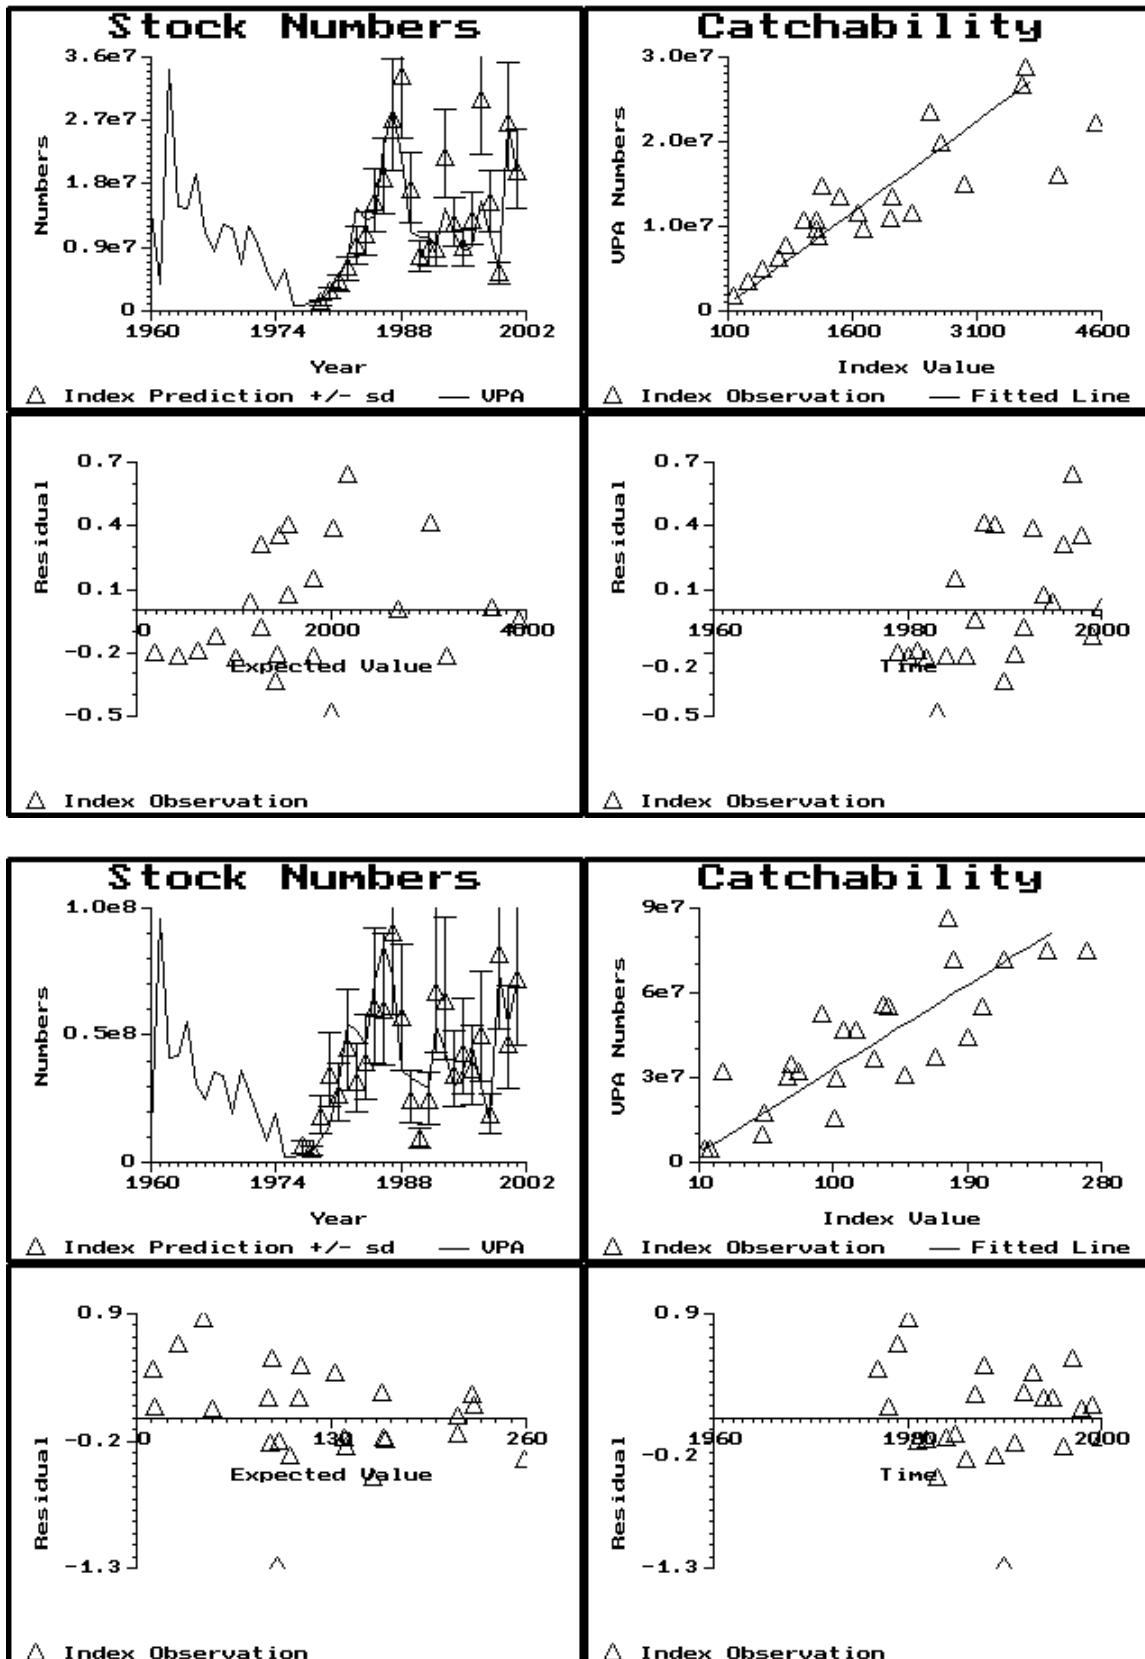 Stock Numbers
3.6e7
2.7e7
1.8e7
0.9e7
0
Numbers
1960 1974 1988 2002
Year
△ Index Prediction +/- sd — VPA
Catchability
3.0e7
2.0e7
1.0e7
0
VPA Numbers
100 1600 3100 4600
Index Value
△ Index Observation — Fitted Line
0.7
0.4
0.1
-0.2
-0.5
Residual
0 2000 4000
Expected Value
△ Index Observation
0.7
0.4
0.1
-0.2
-0.5
Residual
1960 1980 2000
Time
△ Index Observation
Stock Numbers
1.0e8
0.5e8
0
Numbers
1960 1974 1988 2002
Year
△ Index Prediction +/- sd — VPA
Catchability
9e7
6e7
3e7
0
VPA Numbers
10 100 190 280
Index Value
△ Index Observation — Fitted Line
0.9
-0.2
-1.3
Residual
0 130 260
Expected Value
△ Index Observation
0.9
-0.2
-1.3
Residual
1960 1980 2000
Time
△ Index Observation